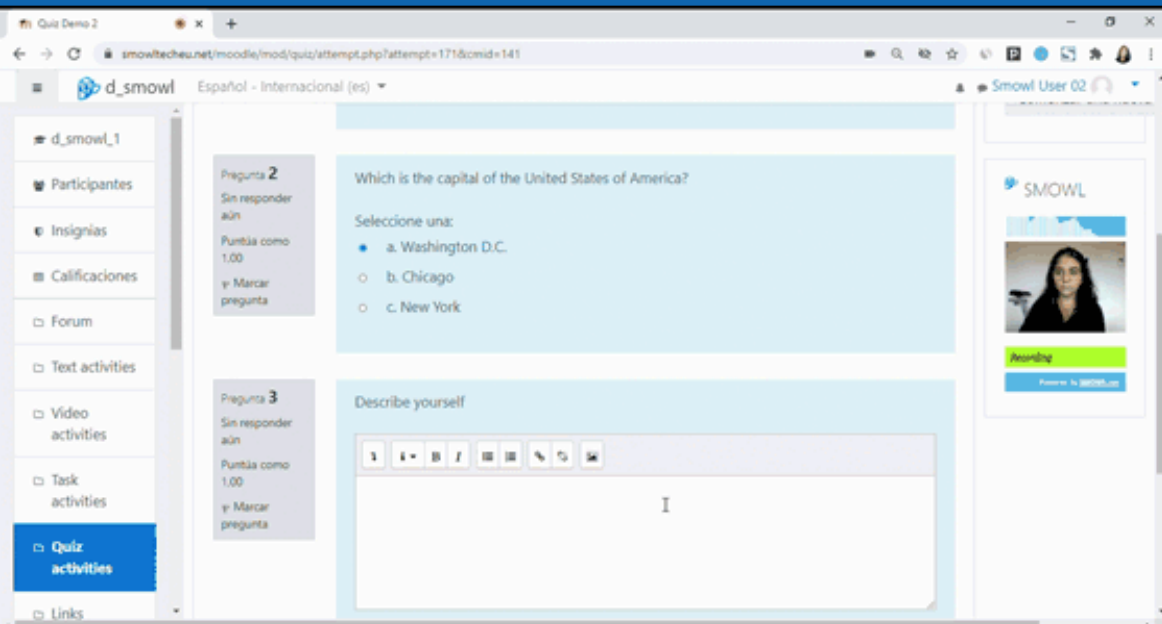 Quiz Demo 2
smowltecheu.net/moodle/mod/quiz/attempt.php?attempt=171&cmid=141
d_smowl
Español - Internacional (es)
Smowl User 02
d_smowl_1
Participantes
Insignias
Calificaciones
Forum
Text activities
Video
activities
Task
activities
Quiz
activities
Links
Pregunta 2
Sin responder
aún
Puntúa como
1.00
Marcar
pregunta
Which is the capital of the United States of America?
Seleccione una:
a. Washington D.C.
b. Chicago
c. New York
Pregunta 3
Sin responder
aún
Puntúa como
1.00
Marcar
pregunta
Describe yourself
B I
SMOWL
Recording
Powered by